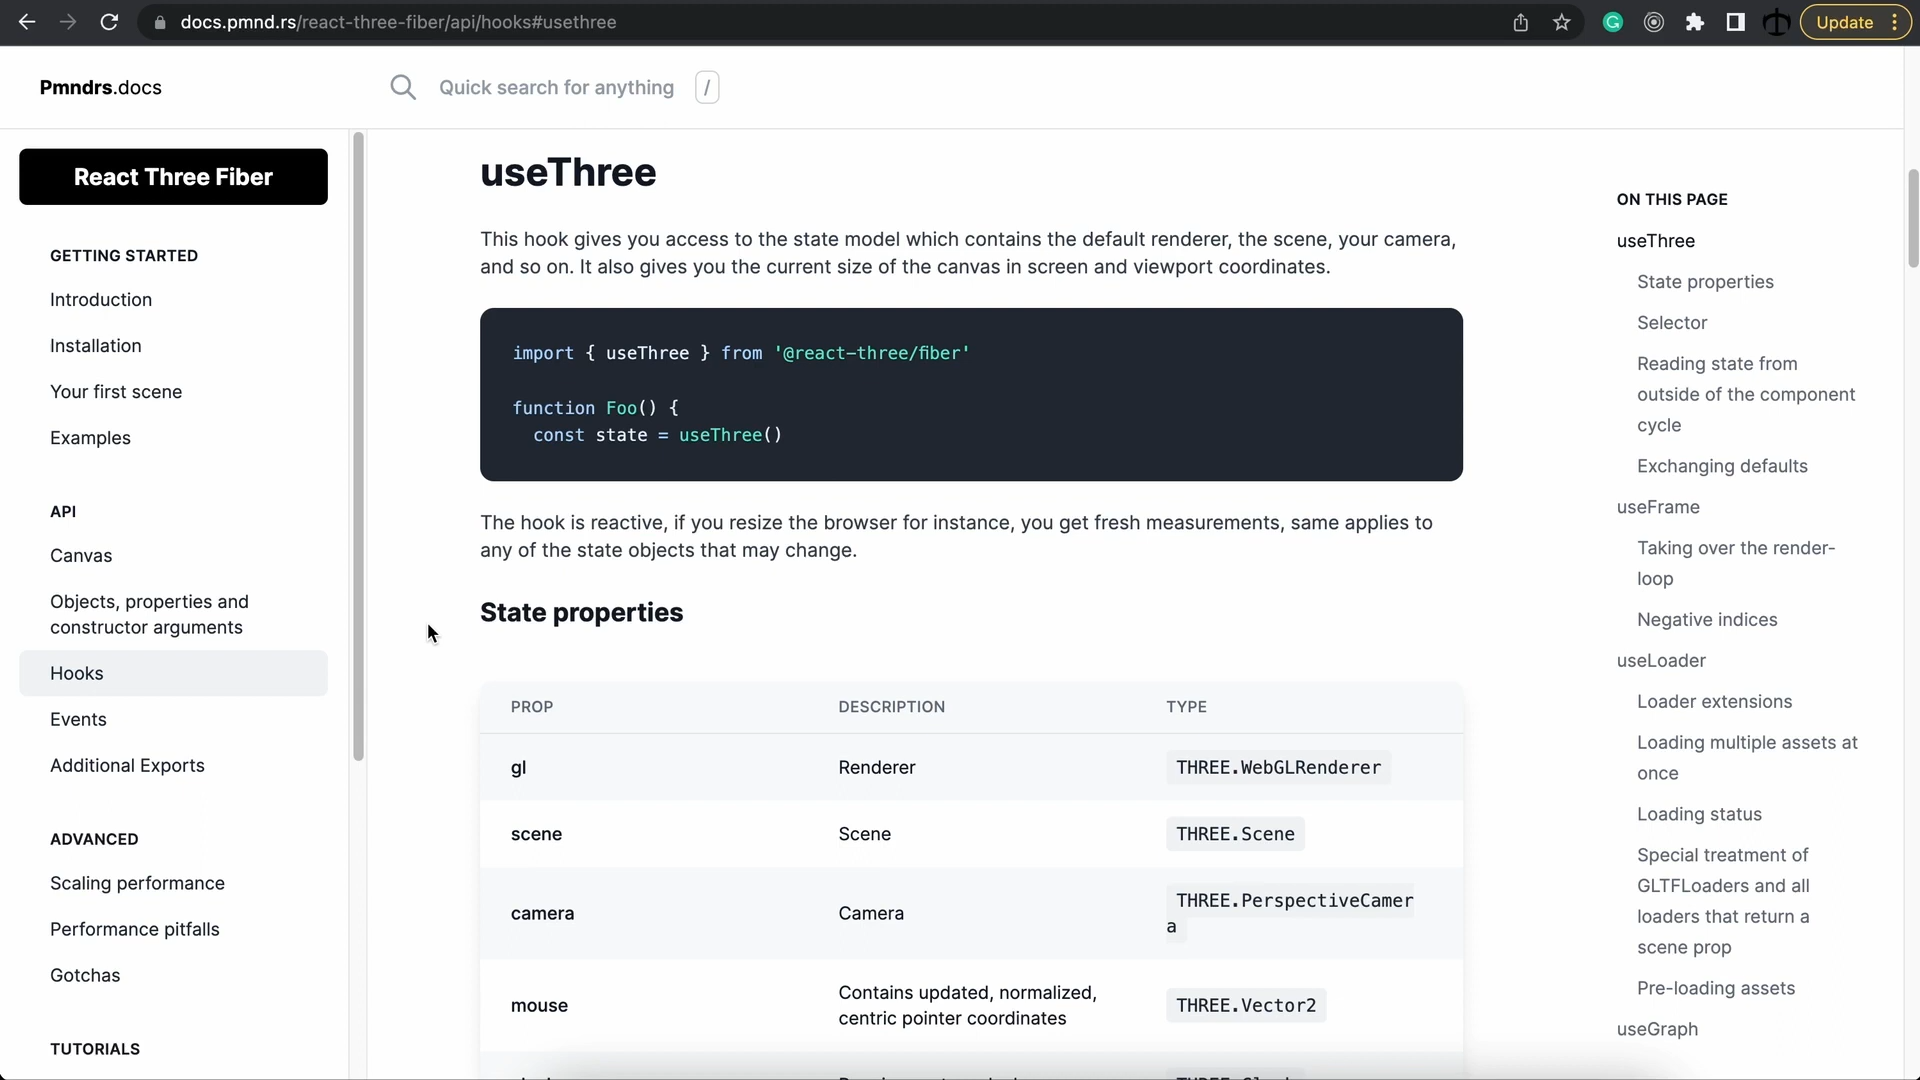 docs.pmnd.rs/react-three-fiber/api/hooks#usethree
Update
Pmndrs.docs
Quick search for anything
/
React Three Fiber
GETTING STARTED
Introduction
Installation
Your first scene
Examples
API
Canvas
Objects, properties and
constructor arguments
Hooks
Events
Additional Exports
ADVANCED
Scaling performance
Performance pitfalls
Gotchas
TUTORIALS
useThree
This hook gives you access to the state model which contains the default renderer, the scene, your camera,
and so on. It also gives you the current size of the canvas in screen and viewport coordinates.
import { useThree } from '@react-three/fiber'
function Foo() {
const state = useThree()
The hook is reactive, if you resize the browser for instance, you get fresh measurements, same applies to
any of the state objects that may change.
State properties
PROP DESCRIPTION TYPE
gl Renderer THREE.WebGLRenderer
scene Scene THREE.Scene
camera Camera THREE.PerspectiveCamer
a
mouse Contains updated, normalized, THREE.Vector2
centric pointer coordinates
ON THIS PAGE
useThree
State properties
Selector
Reading state from
outside of the component
cycle
Exchanging defaults
useFrame
Taking over the render-
loop
Negative indices
useLoader
Loader extensions
Loading multiple assets at
once
Loading status
Special treatment of
GLTFLoaders and all
loaders that return a
scene prop
Pre-loading assets
useGraph